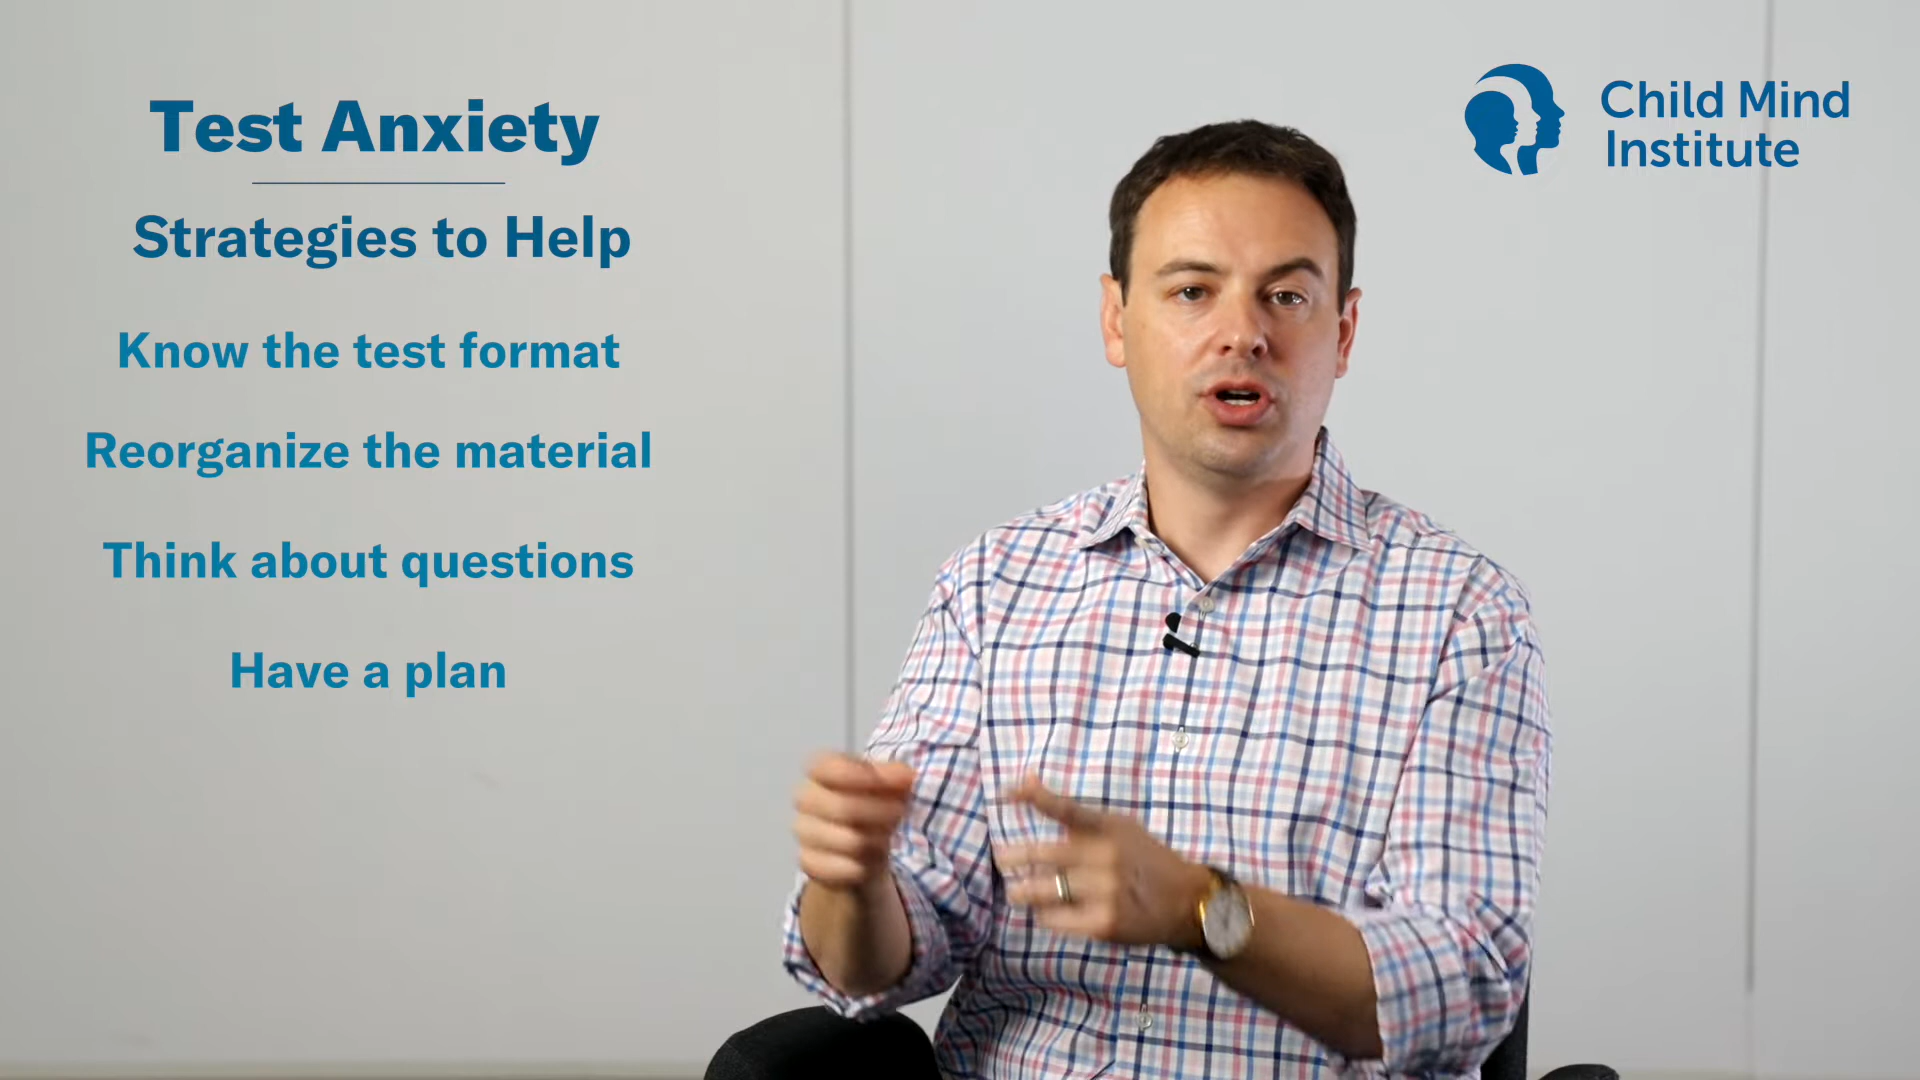 Test Anxiety
Strategies to Help
Know the test format
Reorganize the material
Think about questions
Have a plan
Child Mind
Institute